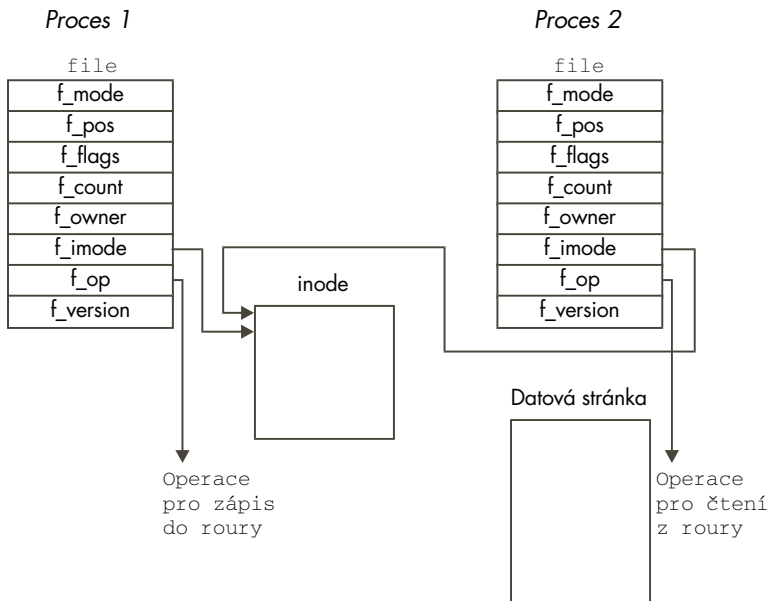 Proces 1
file
f_mode
f_pos
f_flags
f_count
f_owner
f_imode
f_op
f_version
Operace
pro zápis
do roury
inode
Proces 2
file
f_mode
f_pos
f_flags
f_count
f_owner
f_imode
f_op
f_version
Datová stránka
Operace
pro čtení
z roury